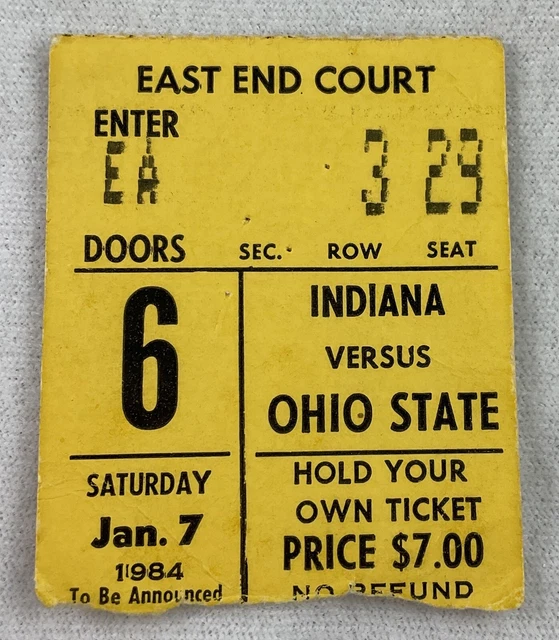 EAST END COURT
ENTER
EA 3 29
DOORS SEC. ROW SEAT
6
INDIANA
VERSUS
OHIO STATE
SATURDAY
Jan. 7
1984
To Be Announced
HOLD YOUR
OWN TICKET
PRICE $7.00
NO REFUND